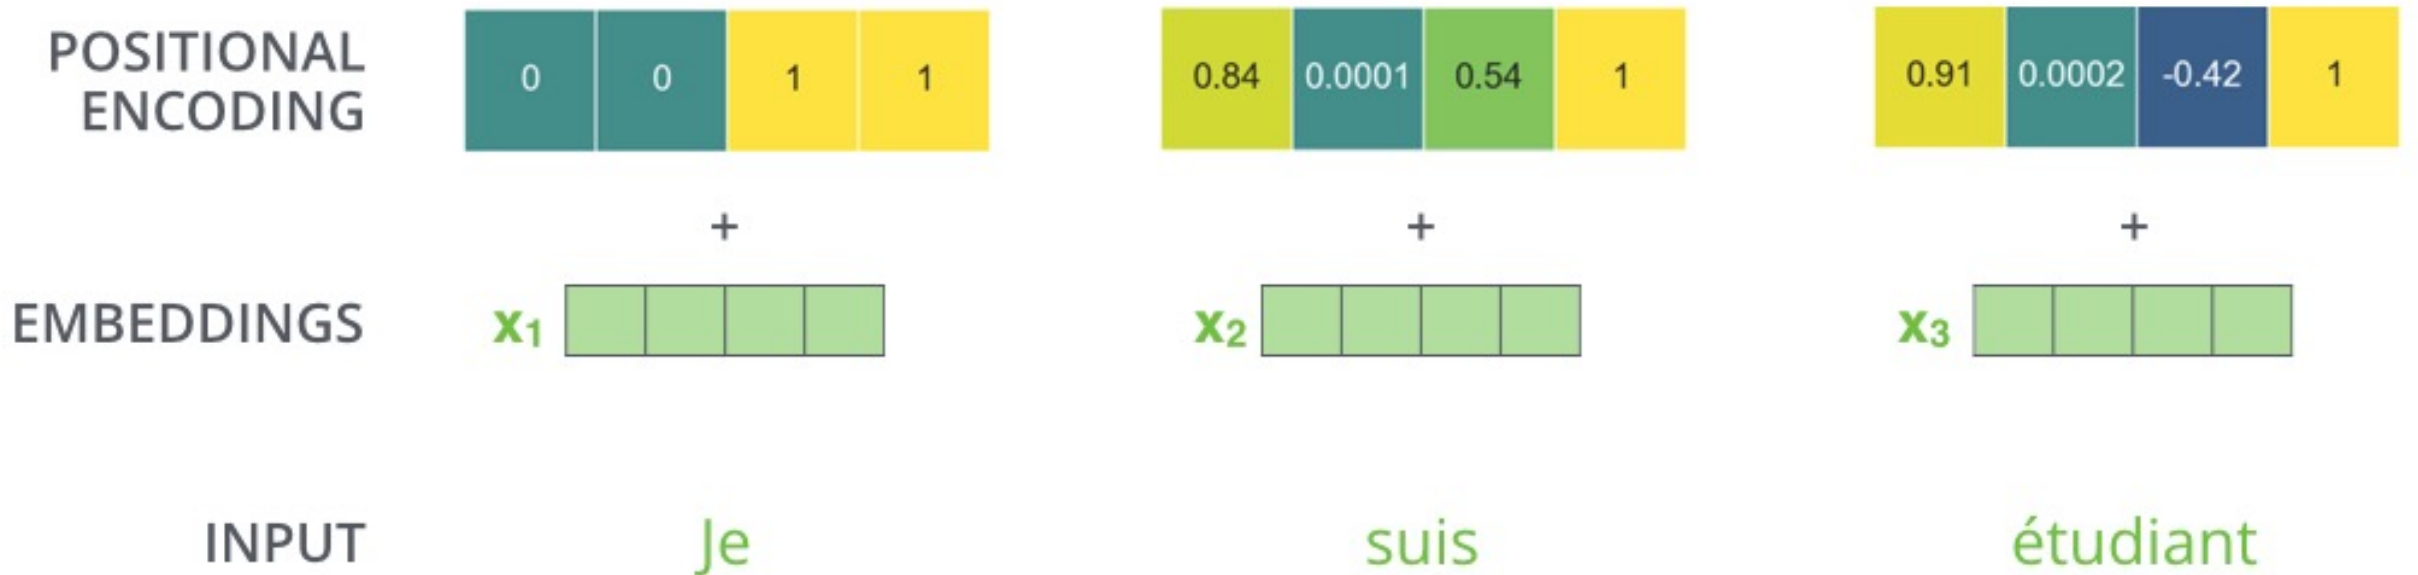 POSITIONAL
ENCODING
0 0 1 1
0.84 0.0001 0.54 1
0.91 0.0002 -0.42 1
+ + +
EMBEDDINGS
x1 x2 x3
INPUT
Je suis étudiant